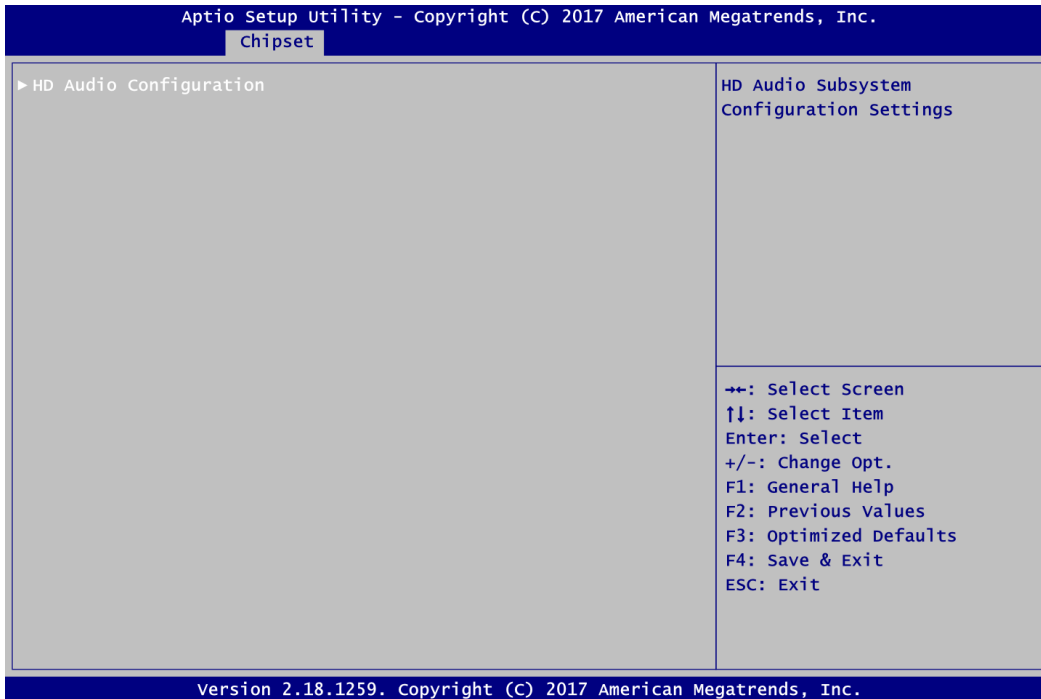 Aptio Setup Utility - Copyright (C) 2017 American Megatrends, Inc.
Chipset
►HD Audio Configuration
HD Audio Subsystem
Configuration Settings
→←: Select Screen
↑↓: Select Item
Enter: Select
+/-: Change Opt.
F1: General Help
F2: Previous Values
F3: Optimized Defaults
F4: Save & Exit
ESC: Exit
Version 2.18.1259. Copyright (C) 2017 American Megatrends, Inc.